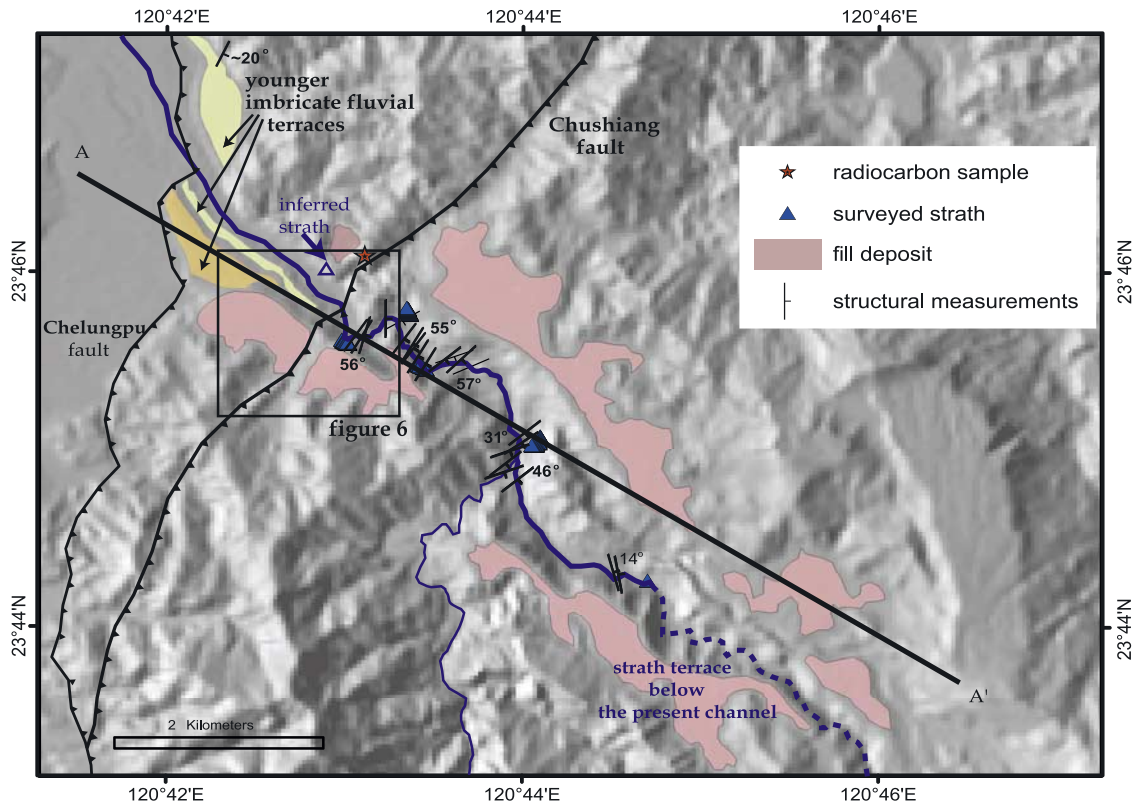 120°42'E
120°44'E
120°46'E
~20°
younger
imbricate fluvial
terraces
A
Chushiang
fault
radiocarbon sample
surveyed strath
fill deposit
structural measurements
inferred
strath
23°46'N
23°46'N
Chelungpu
fault
55°
56°
57°
figure 6
31°
46°
14°
23°44'N
23°44'N
strath terrace
below
the present channel
A'
2 Kilometers
120°42'E
120°44'E
120°46'E